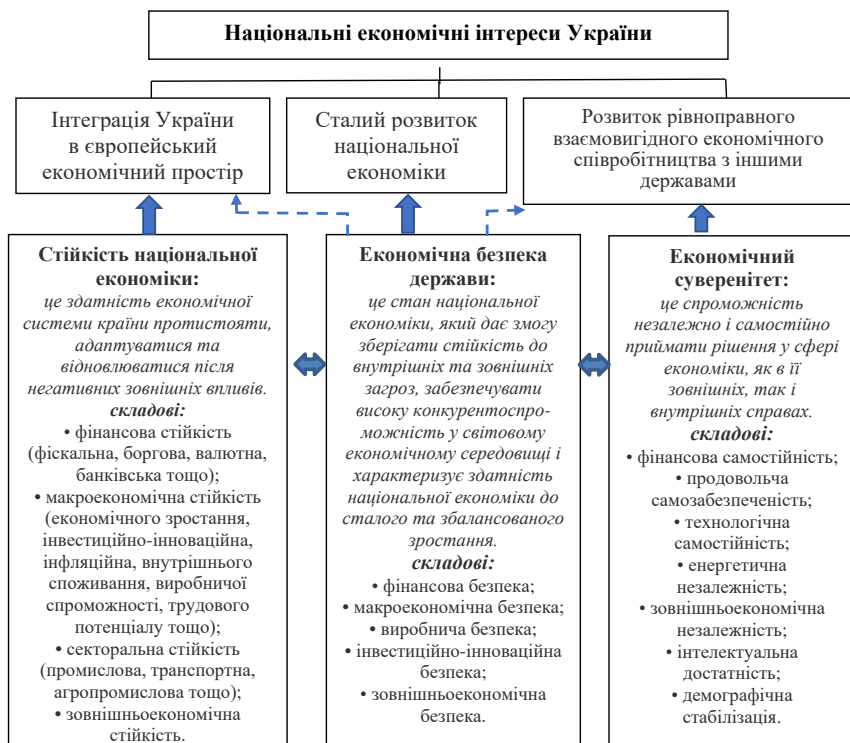 Національні економічні інтереси України
Інтеграція України
в європейський
економічний простір
Сталий розвиток
національної
економіки
Розвиток рівноправного
взаємовигідного економічного
співробітництва з іншими
державами
Стійкість національної
економіки:
це здатність економічної
системи країни протистояти,
адаптуватися та
відновлюватися після
негативних зовнішніх впливів.
складові:
• фінансова стійкість
(фіскальна, боргова, валютна,
банківська тощо);
• макроекономічна стійкість
(економічного зростання,
інвестиційно-інноваційна,
інфляційна, внутрішнього
споживання, виробничої
спроможності, трудового
потенціалу тощо);
• секторальна стійкість
(промислова, транспортна,
агропромислова тощо);
• зовнішньоекономічна
стійкість.
Економічна безпека
держави:
це стан національної
економіки, який дає змогу
зберігати стійкість до
внутрішніх та зовнішніх
загроз, забезпечувати
високу конкурентоспро-
можність у світовому
економічному середовищі і
характеризує здатність
національної економіки до
сталого та збалансованого
зростання.
складові:
• фінансова безпека;
• макроекономічна безпека;
• виробнича безпека;
• інвестиційно-інноваційна
безпека;
• зовнішньоекономічна
безпека.
Економічний
суверенітет:
це спроможність
незалежно і самостійно
приймати рішення у сфері
економіки, як в її
зовнішніх, так і
внутрішніх справах.
складові:
• фінансова самостійність;
• продовольча
самозабезпеченість;
• технологічна
самостійність;
• енергетична
незалежність;
• зовнішньоекономічна
незалежність;
• інтелектуальна
достатність;
• демографічна
стабілізація.